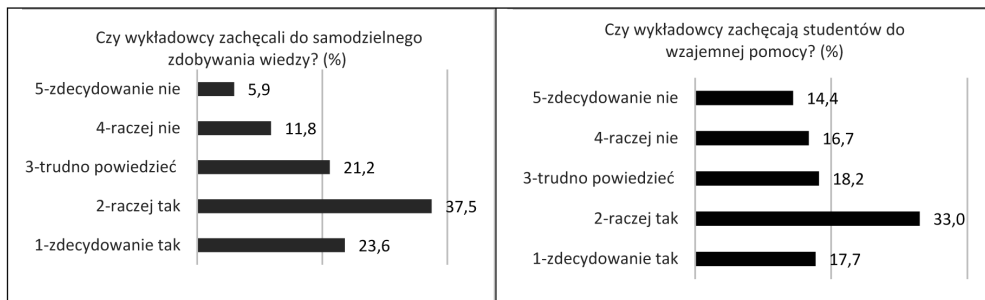 Czy wykładowcy zachęcali do samodzielnego
zdobywania wiedzy? (%)
5-zdecydowanie nie 5,9
4-raczej nie 11,8
3-trudno powiedzieć 21,2
2-raczej tak 37,5
1-zdecydowanie tak 23,6
Czy wykładowcy zachęcają studentów do
wzajemnej pomocy? (%)
5-zdecydowanie nie 14,4
4-raczej nie 16,7
3-trudno powiedzieć 18,2
2-raczej tak 33,0
1-zdecydowanie tak 17,7